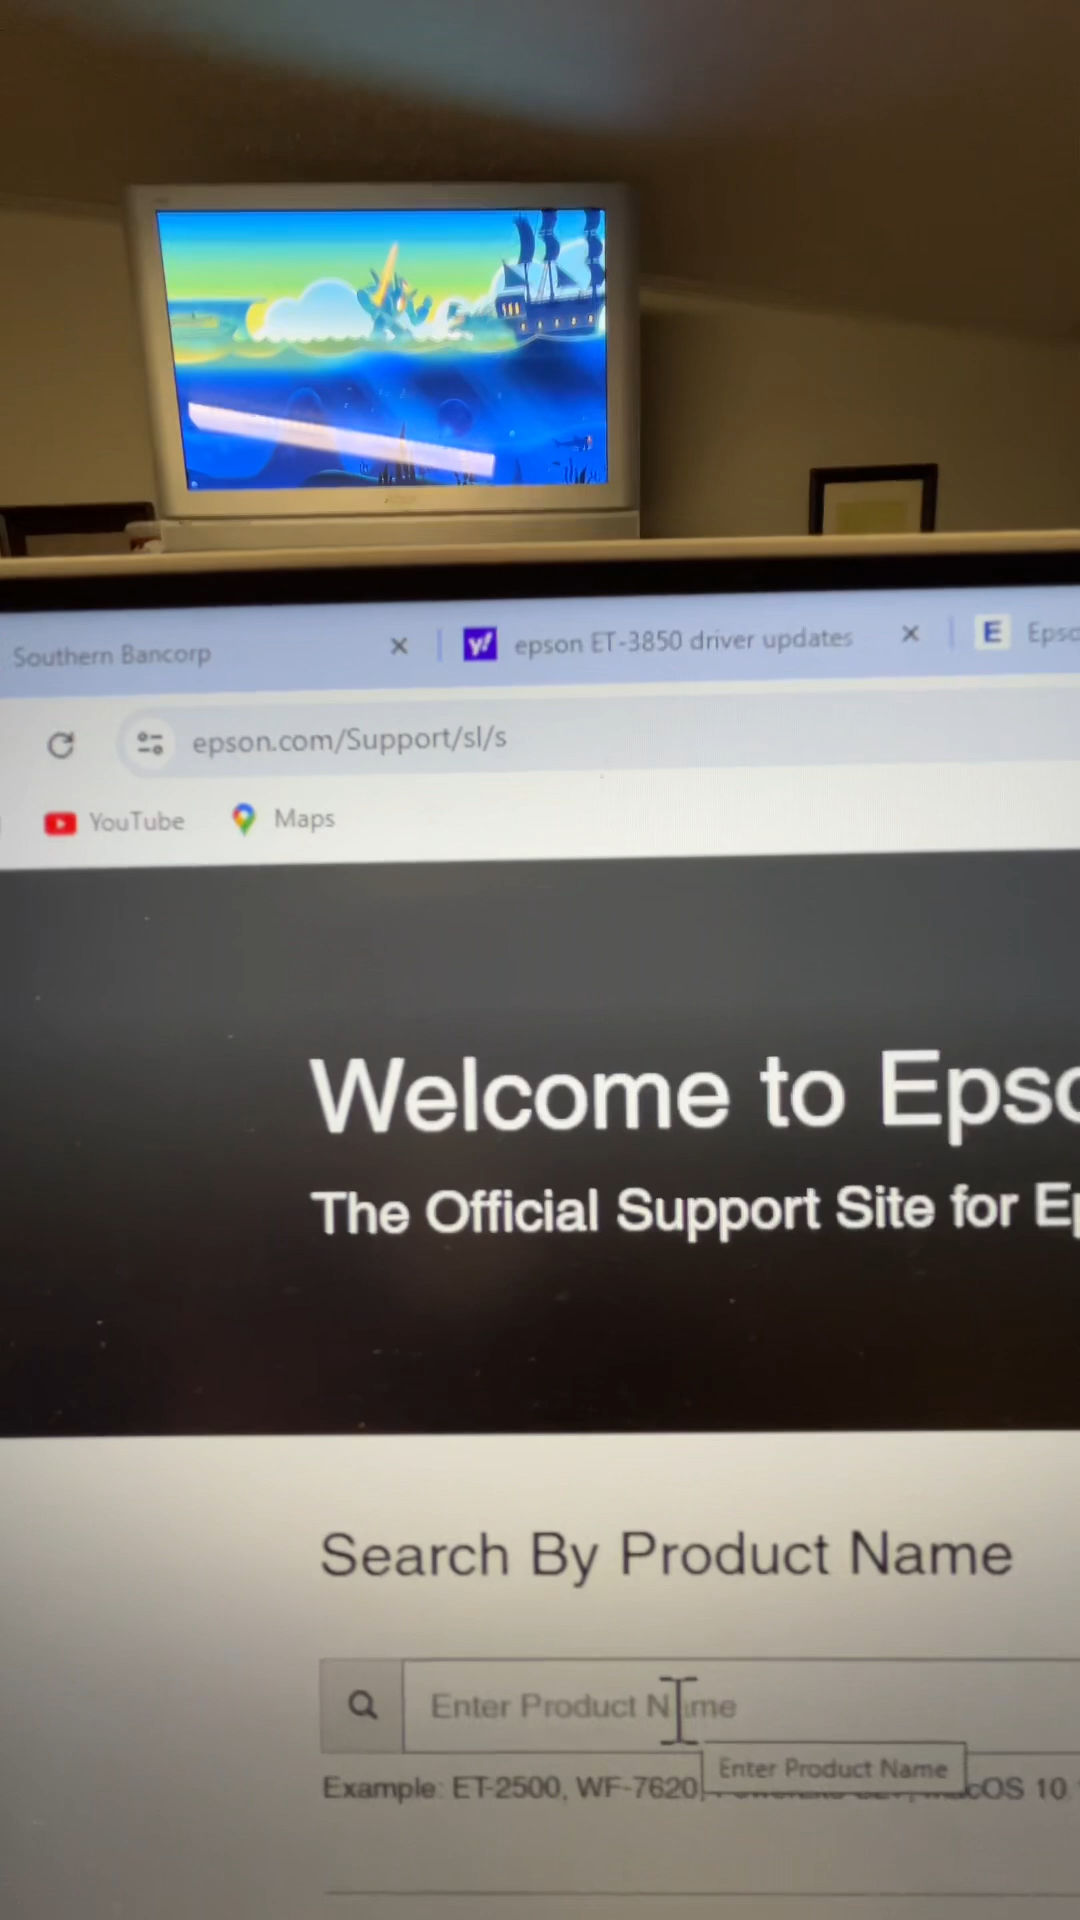 Southern Bancorp
epson ET-3850 driver updates
E Epso
epson.com/Support/sl/s
YouTube
Maps
Welcome to Epso
The Official Support Site for Ep
Search By Product Name
Enter Product Name
Enter Product Name
Example: ET-2500, WF-7620, cOS 10